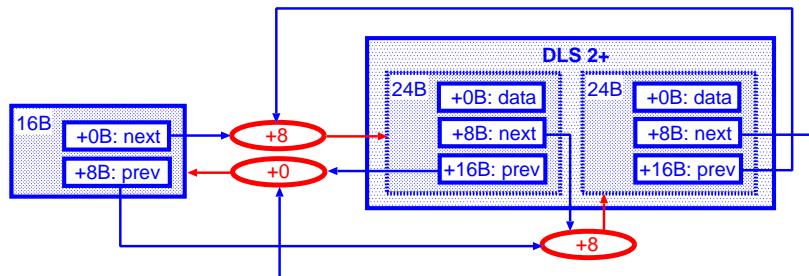 DLS 2+
24B
24B
+0B: data
+0B: data
16B
+0B: next
+8
+8B: next
+8B: next
+8B: prev
+0
+16B: prev
+16B: prev
+8